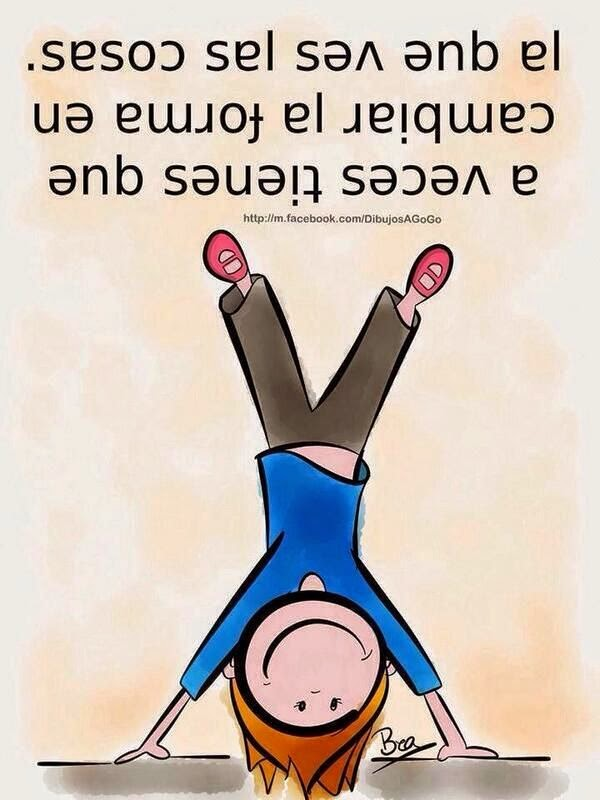 a veces tienes que
cambiar la forma en
la que ves las cosas.
http://m.facebook.com/DibujosAGoGo
Bea